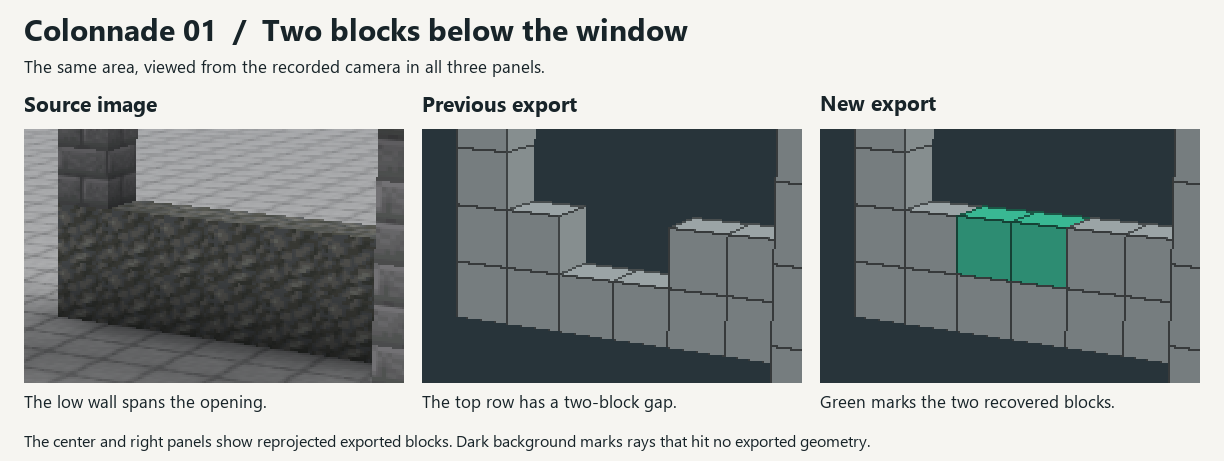 Colonnade 01 / Two blocks below the window
The same area, viewed from the recorded camera in all three panels.
Source image
Previous export
New export
The low wall spans the opening.
The top row has a two-block gap.
Green marks the two recovered blocks.
The center and right panels show reprojected exported blocks. Dark background marks rays that hit no exported geometry.